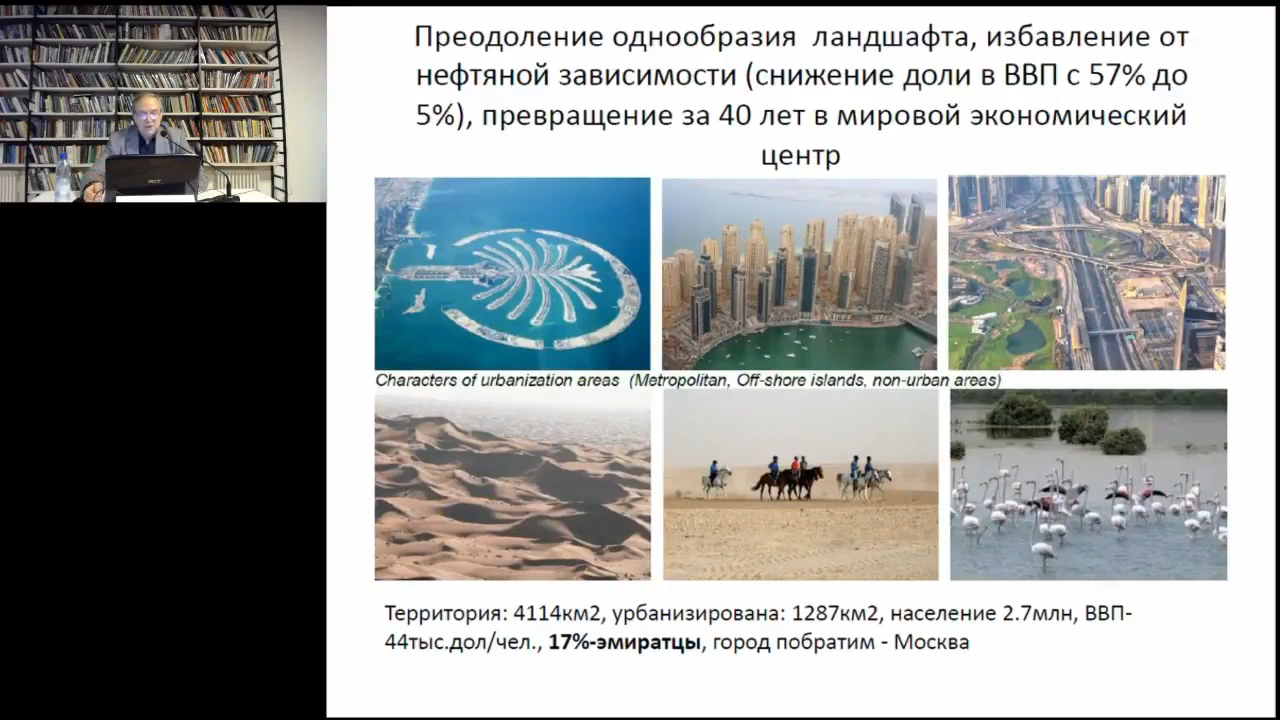 Преодоление однообразия ландшафта, избавление от
нефтяной зависимости (снижение доли в ВВП с 57% до
5%), превращение за 40 лет в мировой экономический
центр
Characters of urbanization areas (Metropolitan, Off-shore islands, non-urban areas)
Территория: 4114км2, урбанизирована: 1287км2, население 2.7млн, ВВП-
44тыс.дол/чел., 17%-эмиратцы, город побратим - Москва
acer